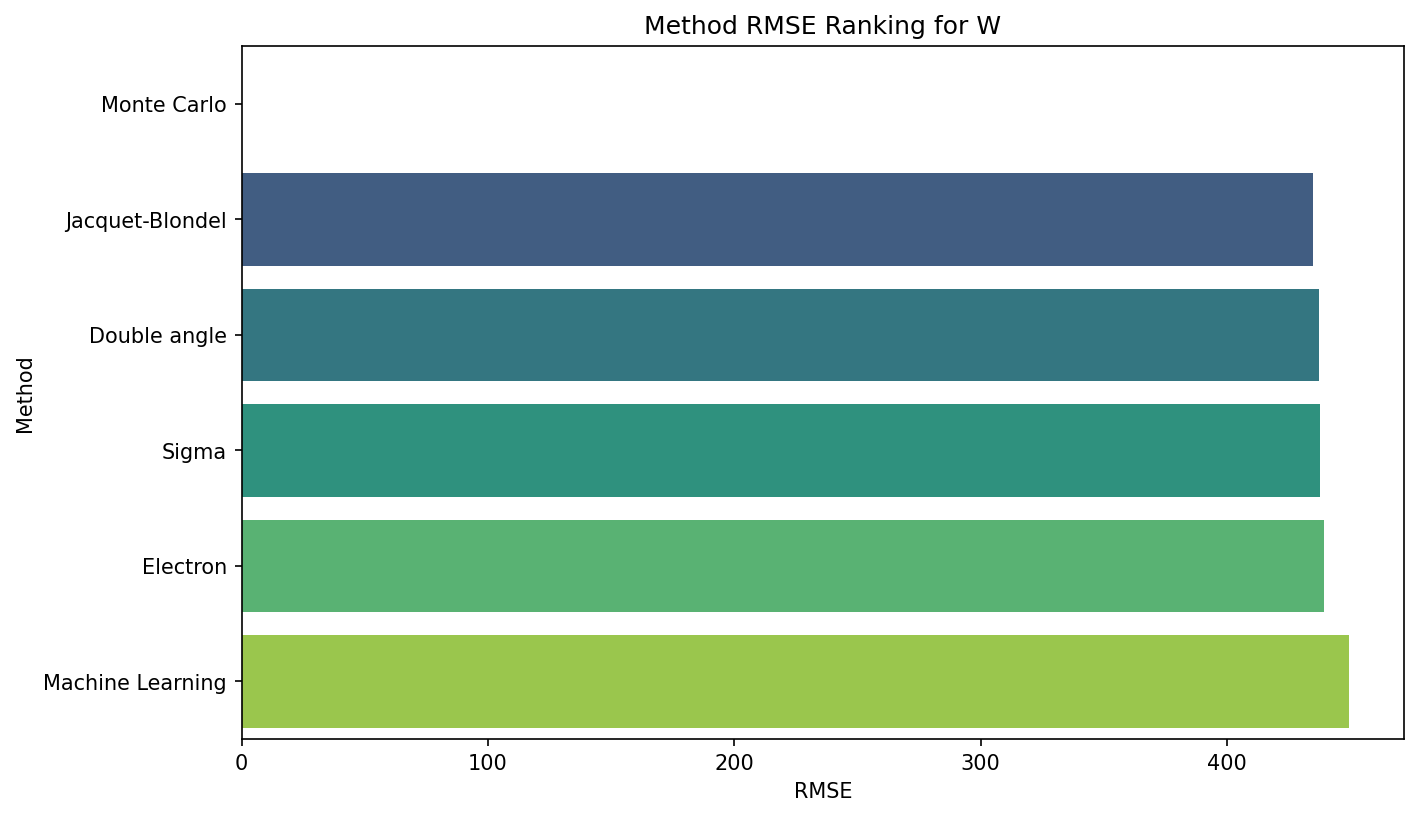 Method RMSE Ranking for W
Monte Carlo
Jacquet-Blondel
Double angle
Sigma
Electron
Machine Learning
Method
0 100 200 300 400
RMSE